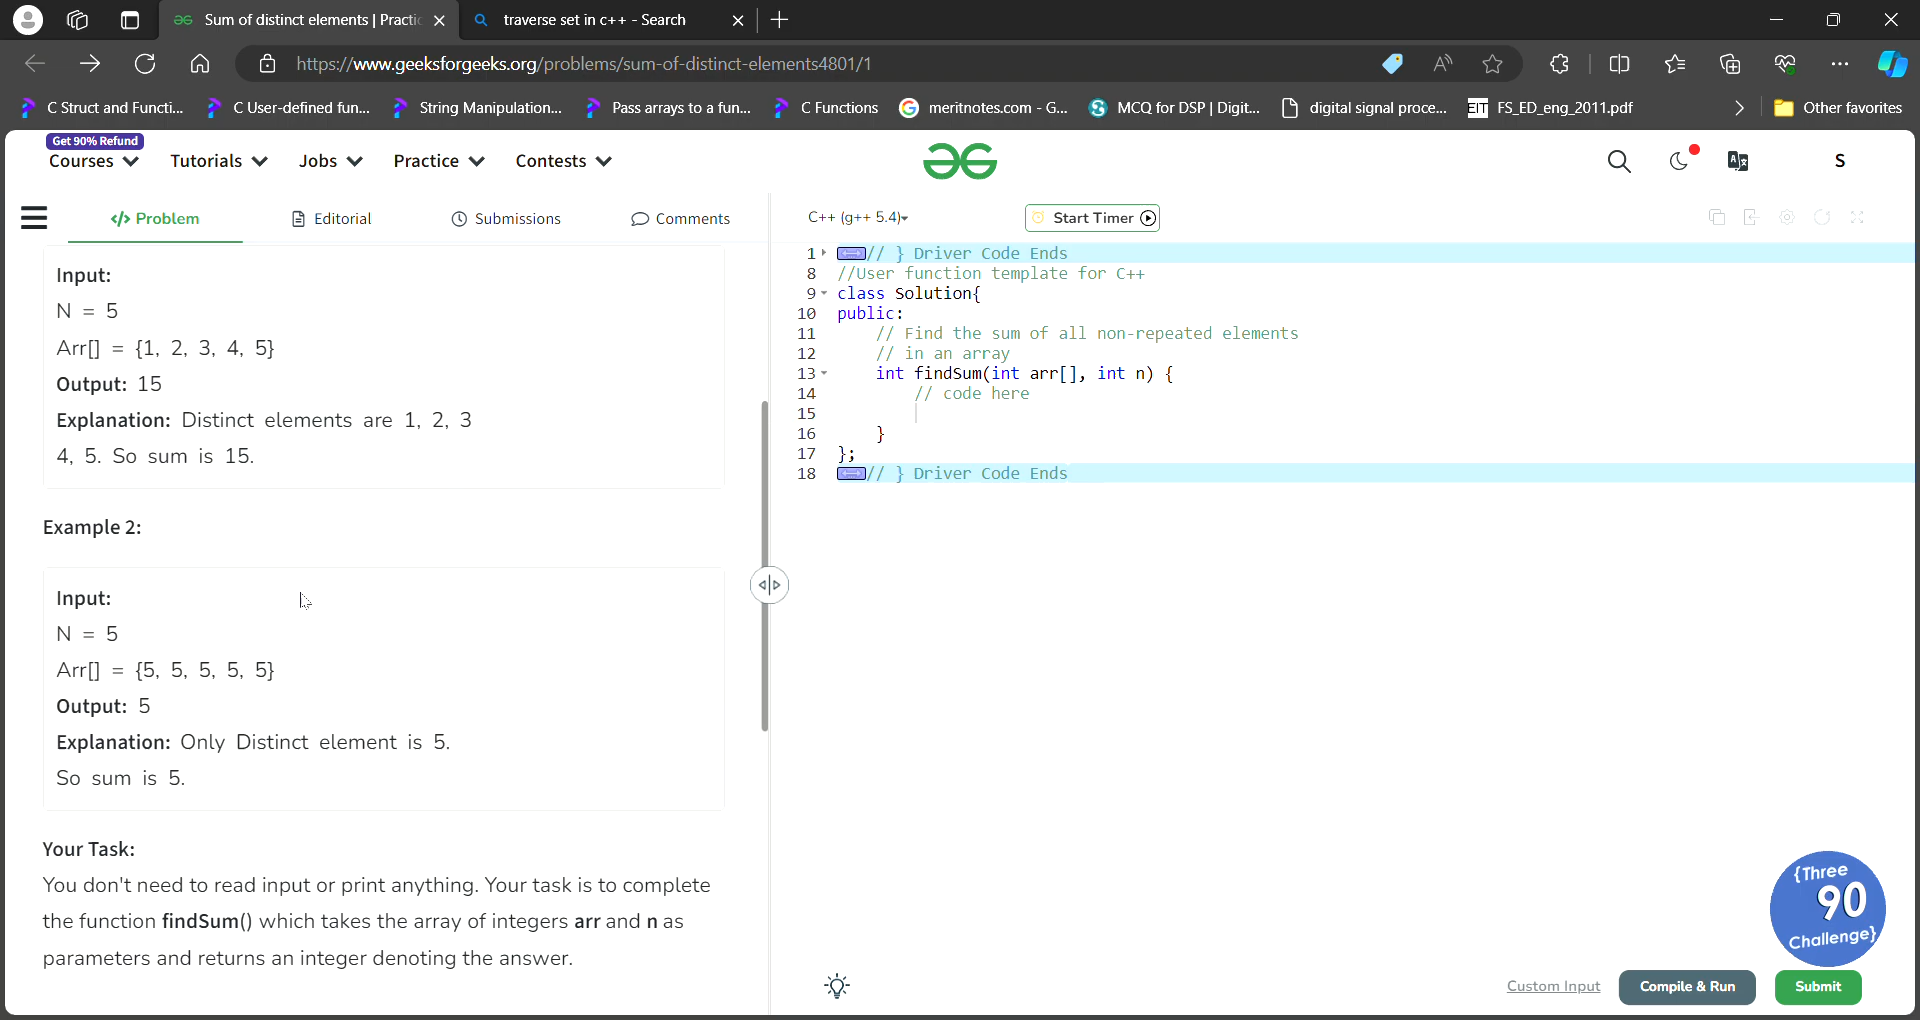 Sum of distinct elements | Practic
traverse set in c++ - Search
https://www.geeksforgeeks.org/problems/sum-of-distinct-elements4801/1
C Struct and Functi...
C User-defined fun...
String Manipulation...
Pass arrays to a fun...
C Functions
meritnotes.com - G...
MCQ for DSP | Digit...
digital signal proce...
EIT FS_ED_eng_2011.pdf
Other favorites
Get 90% Refund
Courses
Tutorials
Jobs
Practice
Contests
S
</> Problem
Editorial
Submissions
Comments
C++ (g++ 5.4)
Start Timer
Input:
N = 5
Arr[] = {1, 2, 3, 4, 5}
Output: 15
Explanation: Distinct elements are 1, 2, 3
4, 5. So sum is 15.
Example 2:
Input:
N = 5
Arr[] = {5, 5, 5, 5, 5}
Output: 5
Explanation: Only Distinct element is 5.
So sum is 5.
Your Task:
You don't need to read input or print anything. Your task is to complete
the function findSum() which takes the array of integers arr and n as
parameters and returns an integer denoting the answer.
1 // } Driver Code Ends
8 //User function template for C++
9 class Solution{
10 public:
11 // Find the sum of all non-repeated elements
12 // in an array
13 int findSum(int arr[], int n) {
14 // code here
15
16 }
17 };
18 // } Driver Code Ends
{Three
90
Challenge}
Custom Input
Compile & Run
Submit